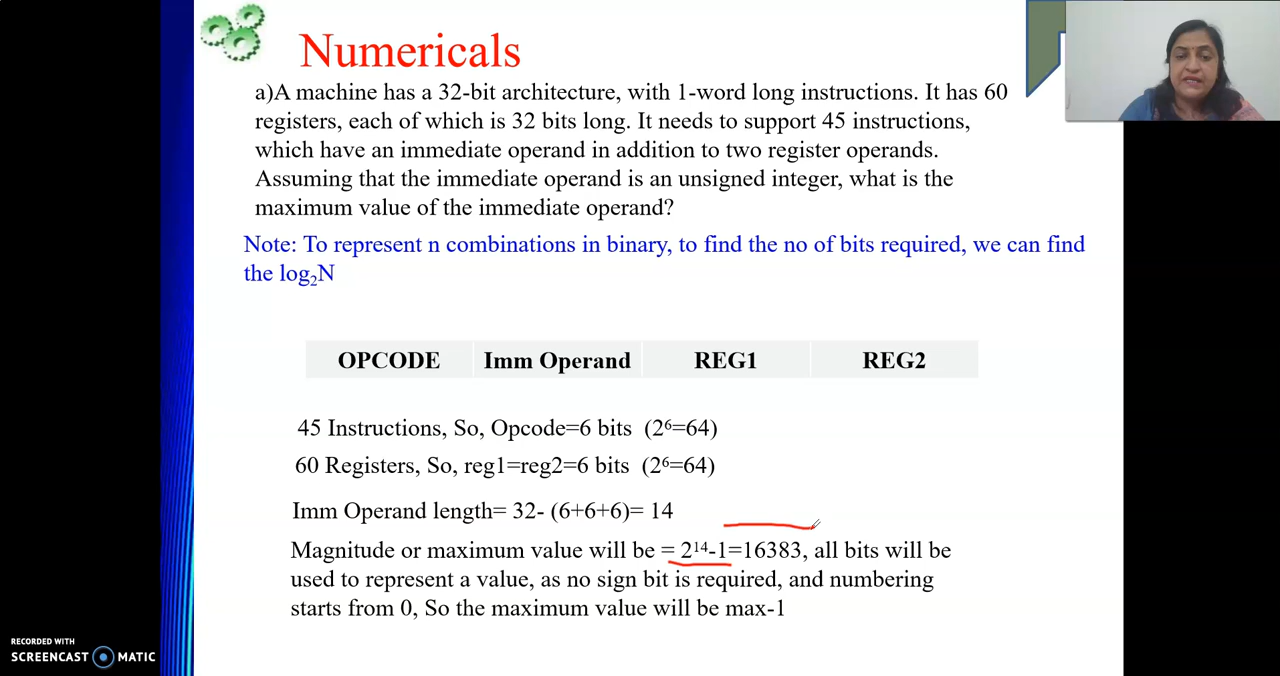 Numericals
a)A machine has a 32-bit architecture, with 1-word long instructions. It has 60
registers, each of which is 32 bits long. It needs to support 45 instructions,
which have an immediate operand in addition to two register operands.
Assuming that the immediate operand is an unsigned integer, what is the
maximum value of the immediate operand?
Note: To represent n combinations in binary, to find the no of bits required, we can find
the log₂N
OPCODE Imm Operand REG1 REG2
45 Instructions, So, Opcode=6 bits (2⁶=64)
60 Registers, So, reg1=reg2=6 bits (2⁶=64)
Imm Operand length= 32- (6+6+6)= 14
Magnitude or maximum value will be = 2¹⁴-1=16383, all bits will be
used to represent a value, as no sign bit is required, and numbering
starts from 0, So the maximum value will be max-1
RECORDED WITH
SCREENCAST MATIC